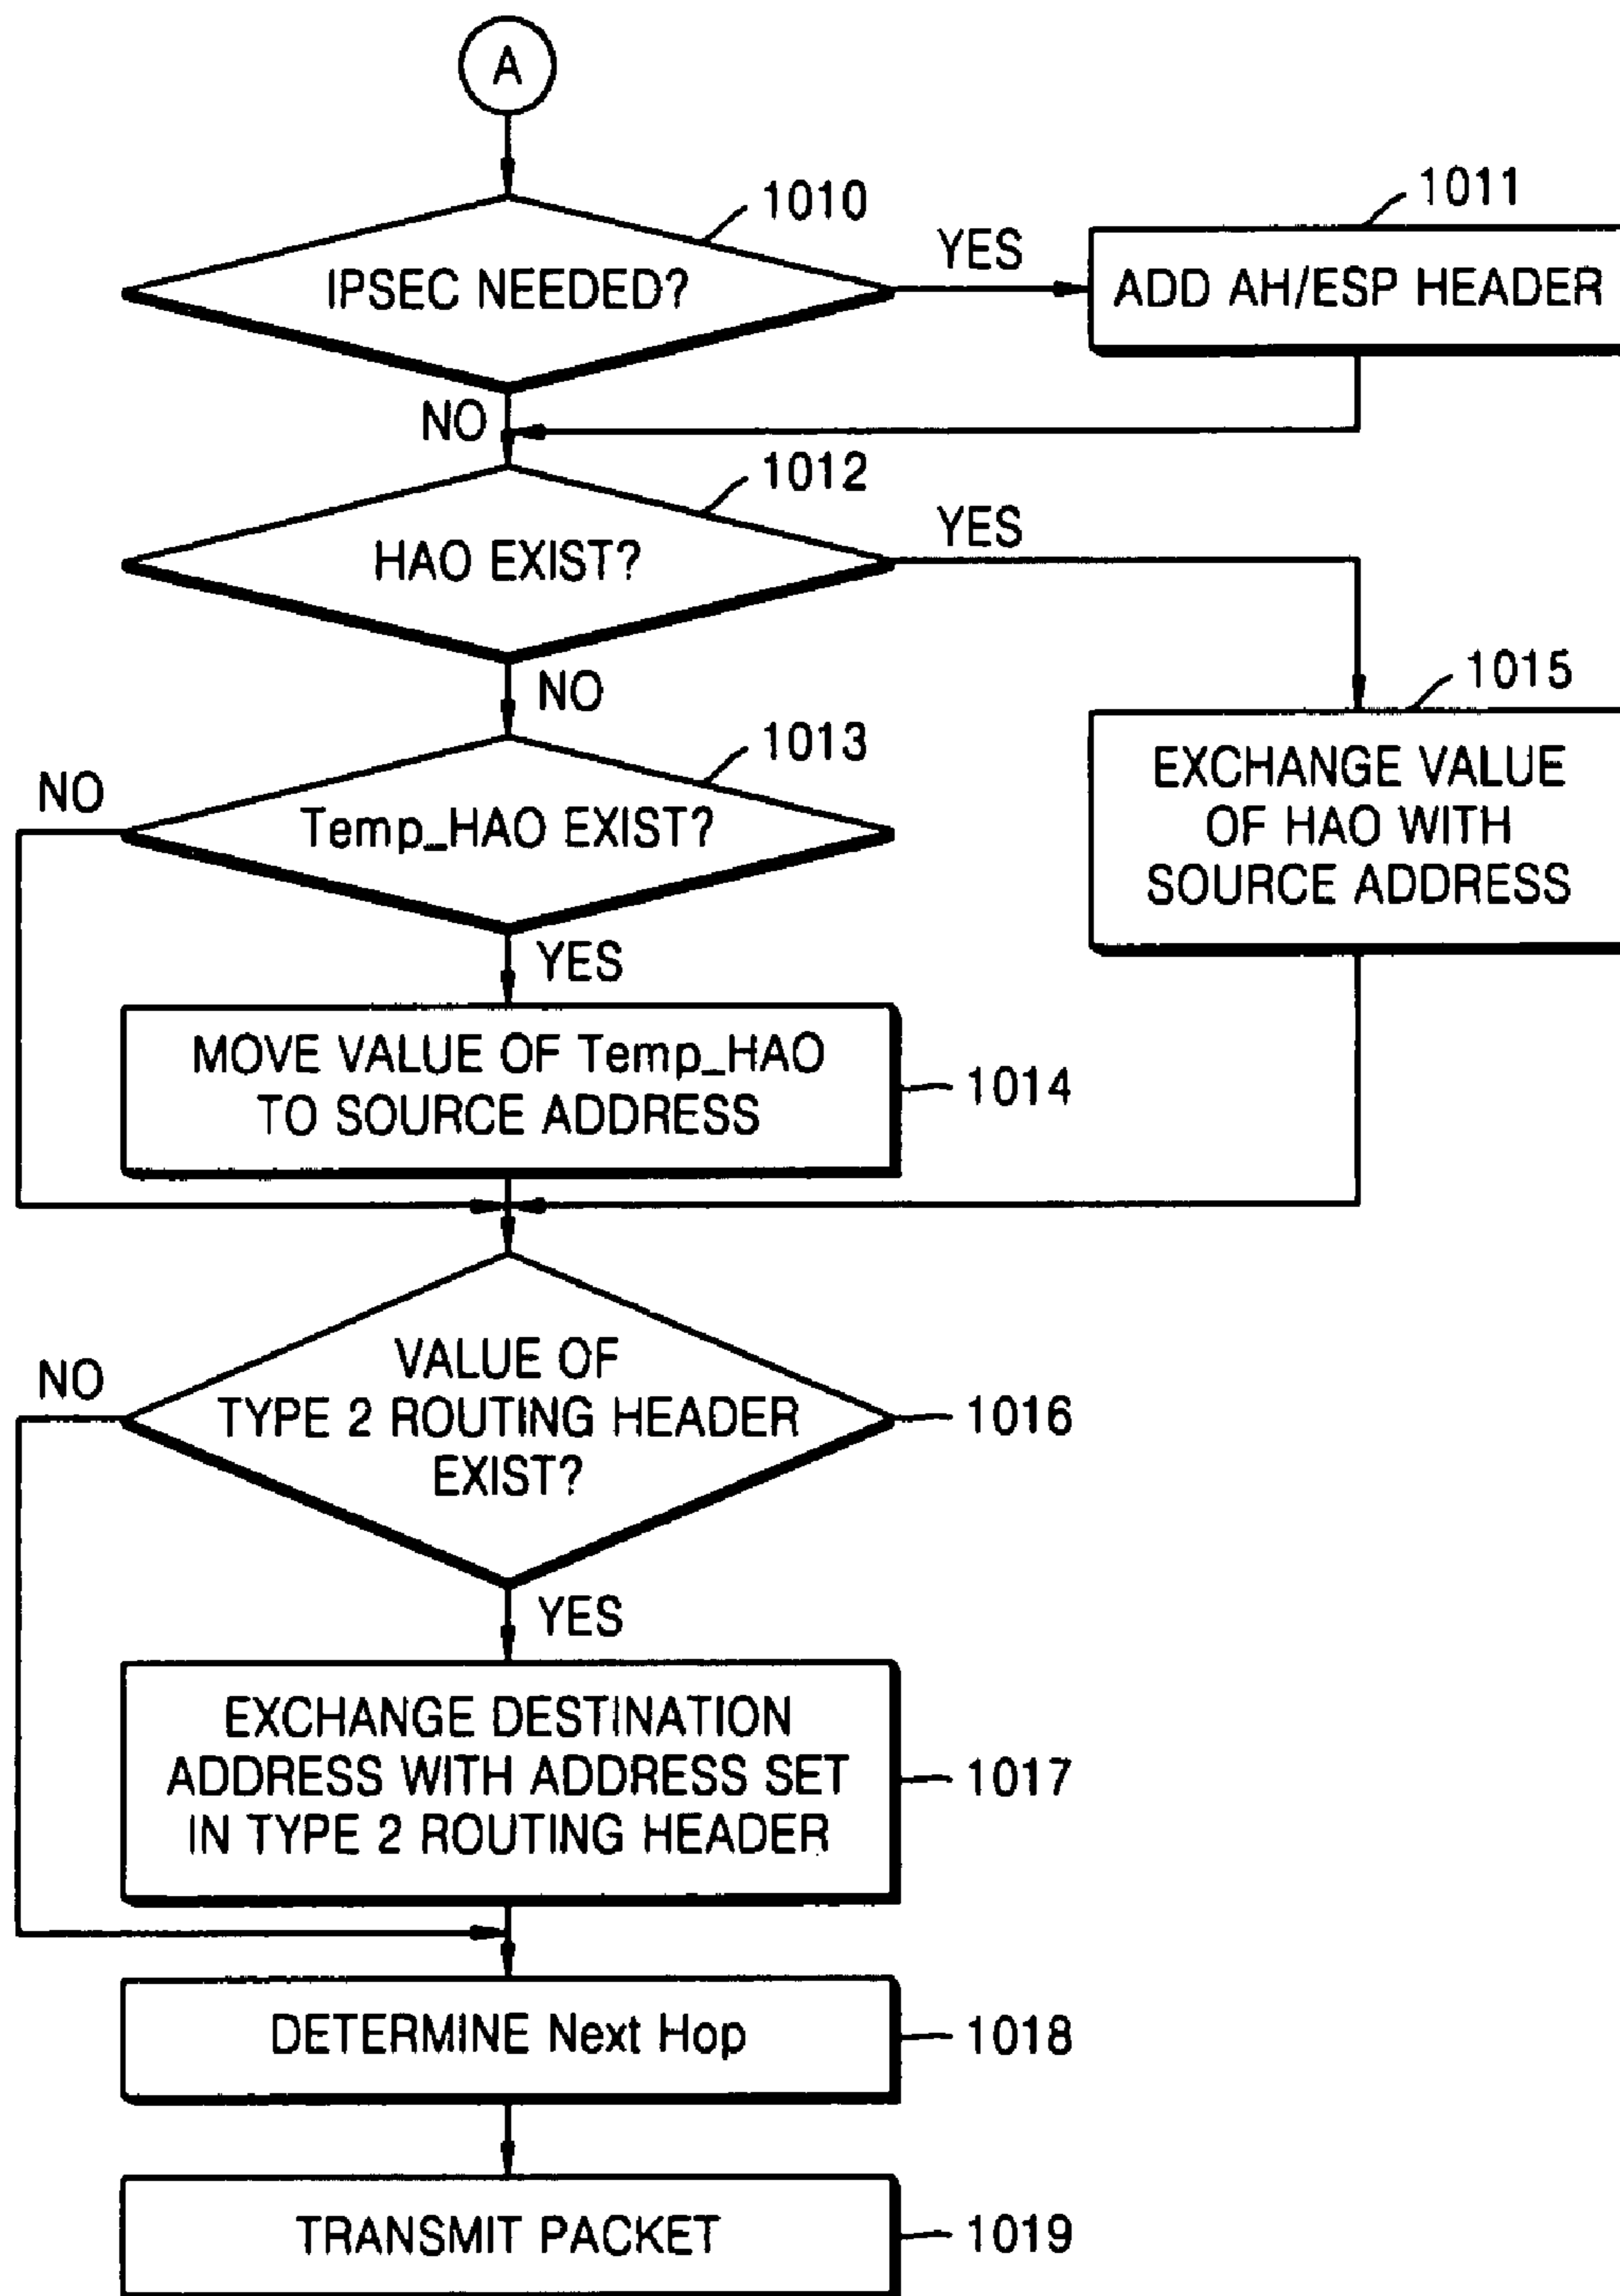 A
1010
1011
IPSEC NEEDED?
YES
ADD AH/ESP HEADER
NO
1012
HAO EXIST?
YES
NO
1013
1015
NO
Temp_HAO EXIST?
EXCHANGE VALUE
OF HAO WITH
SOURCE ADDRESS
YES
MOVE VALUE OF Temp_HAO
TO SOURCE ADDRESS
1014
NO
VALUE OF
TYPE 2 ROUTING HEADER
EXIST?
1016
YES
EXCHANGE DESTINATION
ADDRESS WITH ADDRESS SET
IN TYPE 2 ROUTING HEADER
1017
DETERMINE Next Hop
1018
TRANSMIT PACKET
1019